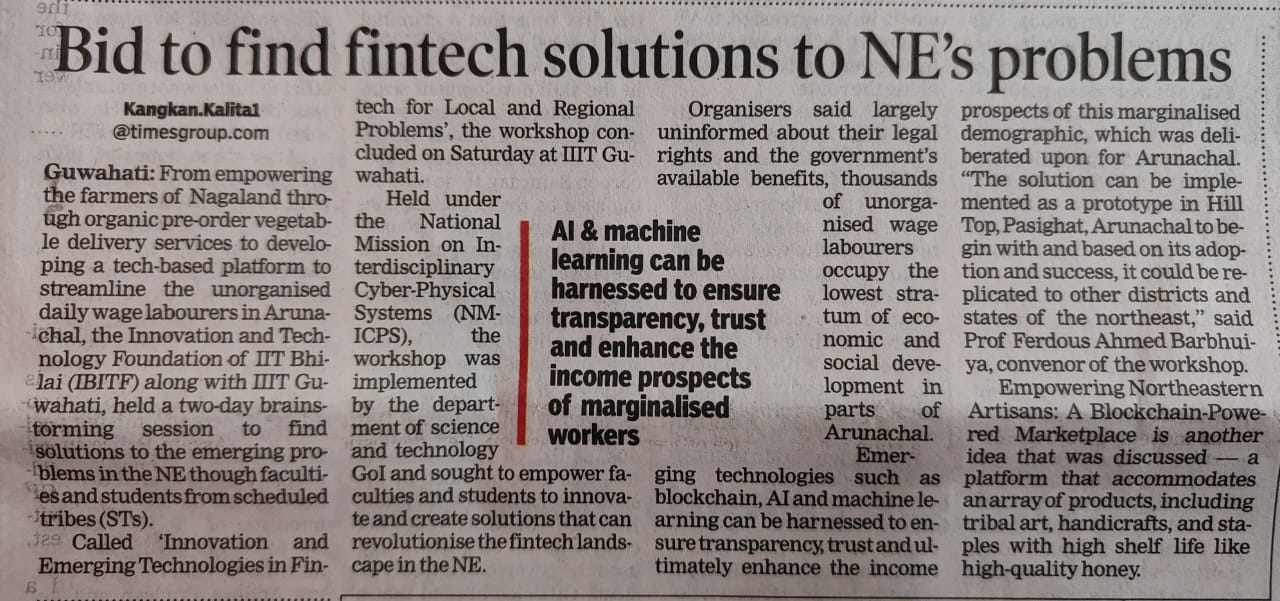 Bid to find fintech solutions to NE's problems
Kangkan.Kalita1
@timesgroup.com
Guwahati: From empowering
the farmers of Nagaland thro-
ugh organic pre-order vegetab-
le delivery services to develo-
ping a tech-based platform to
streamline the unorganised
daily wage labourers in Aruna-
chal, the Innovation and Tech-
nology Foundation of IIT Bhi-
lai (IBITF) along with IIIT Gu-
wahati, held a two-day brains-
torming session to find
solutions to the emerging pro-
blems in the NE though faculti-
es and students from scheduled
tribes (STs).
Called 'Innovation and
Emerging Technologies in Fin-
tech for Local and Regional
Problems', the workshop con-
cluded on Saturday at IIIT Gu-
wahati.
Held under
the National
Mission on In-
terdisciplinary
Cyber-Physical
Systems (NM-
ICPS), the
workshop was
implemented
by the depart-
ment of science
and technology
GoI and sought to empower fa-
culties and students to innova-
te and create solutions that can
revolutionise the fintech lands-
cape in the NE.
AI & machine
learning can be
harnessed to ensure
transparency, trust
and enhance the
income prospects
of marginalised
workers
Organisers said largely
uninformed about their legal
rights and the government's
available benefits, thousands
of unorga-
nised wage
labourers
occupy the
lowest stra-
tum of eco-
nomic and
social deve-
lopment in
parts of
Arunachal.
Emer-
ging technologies such as
blockchain, AI and machine le-
arning can be harnessed to en-
sure transparency, trust and ul-
timately enhance the income
prospects of this marginalised
demographic, which was deli-
berated upon for Arunachal.
"The solution can be imple-
mented as a prototype in Hill
Top, Pasighat, Arunachal to be-
gin with and based on its adop-
tion and success, it could be re-
plicated to other districts and
states of the northeast," said
Prof Ferdous Ahmed Barbhui-
ya, convenor of the workshop.
Empowering Northeastern
Artisans: A Blockchain-Powe-
red Marketplace is another
idea that was discussed — a
platform that accommodates
an array of products, including
tribal art, handicrafts, and sta-
ples with high shelf life like
high-quality honey.